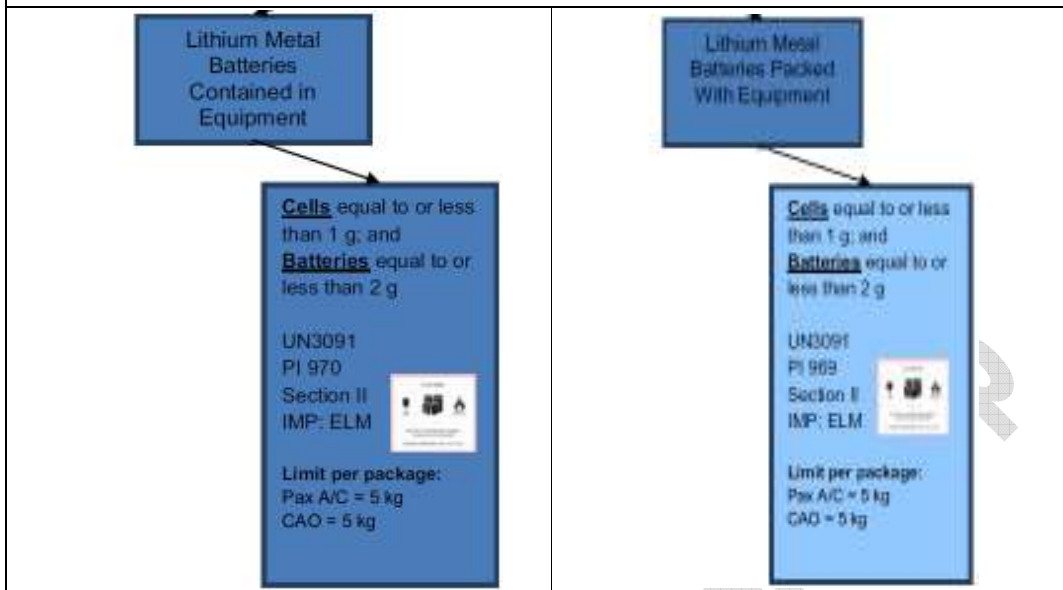 Lithium Metal
Batteries
Contained in
Equipment
Cells equal to or less
than 1 g; and
Batteries equal to or
less than 2 g
UN3091
PI 970
Section II
IMP: ELM
Limit per package:
Pax A/C = 5 kg
CAO = 5 kg
Lithium Metal
Batteries Packed
With Equipment
Cells equal to or less
than 1 g; and
Batteries equal to or
less than 2 g
UN3091
PI 969
Section II
IMP: ELM
Limit per package:
Pax A/C = 5 kg
CAO = 5 kg
R